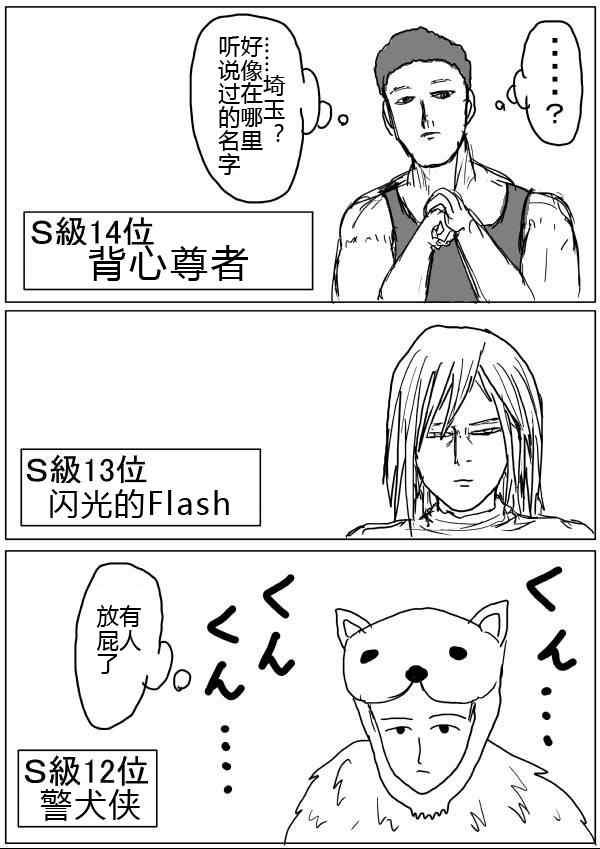 ……？
……埼玉？
好像在哪里
听说过的名字
S級14位
背心尊者
S級13位
闪光的Flash
くん…
くん
くん……
有人
放屁
了
S級12位
警犬侠